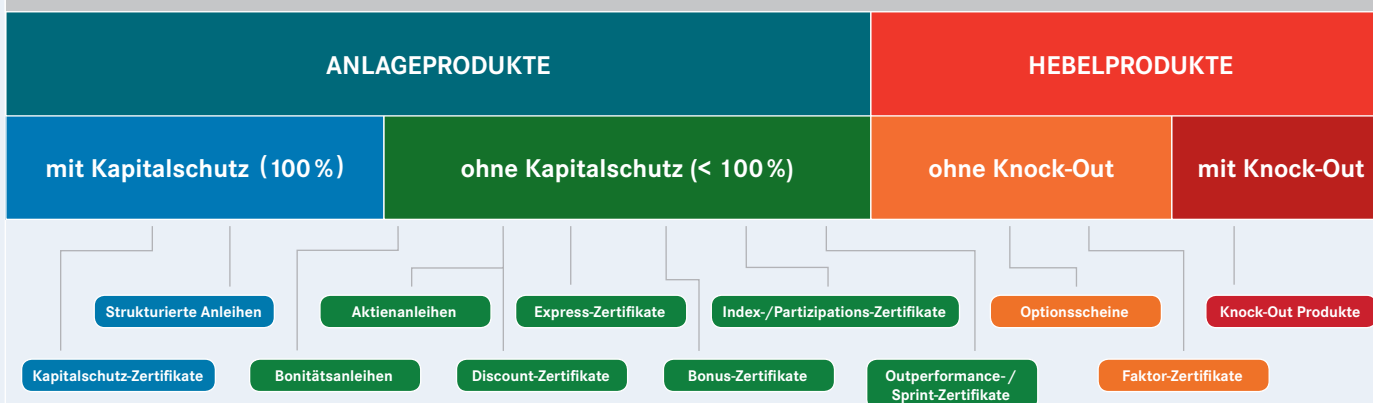 ANLAGEPRODUKTE
HEBELPRODUKTE
mit Kapitalschutz (100 %)
ohne Kapitalschutz (< 100 %)
ohne Knock-Out
mit Knock-Out
Strukturierte Anleihen
Aktienanleihen
Express-Zertifikate
Index-/Partizipations-Zertifikate
Optionsscheine
Knock-Out Produkte
Kapitalschutz-Zertifikate
Bonitätsanleihen
Discount-Zertifikate
Bonus-Zertifikate
Outperformance-/
Sprint-Zertifikate
Faktor-Zertifikate